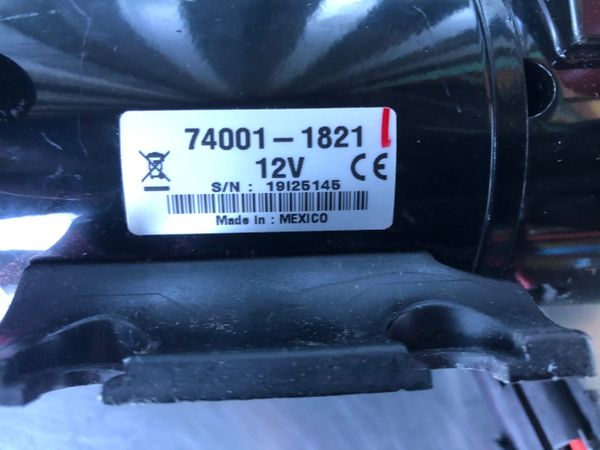 74001-1821
12V CE
S/N : 19I25145
Made in : MEXICO